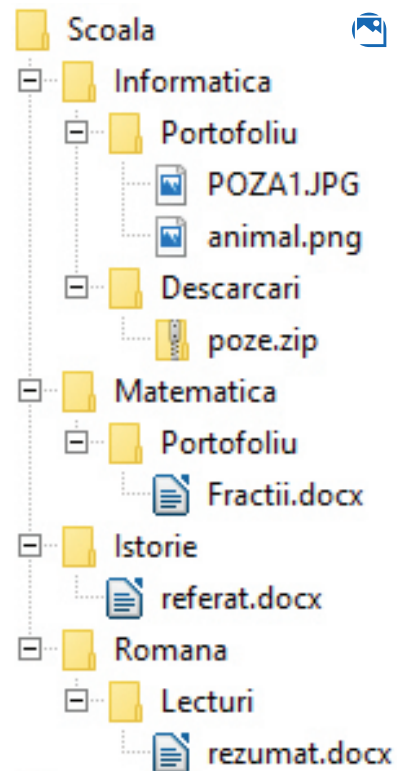 Scoala
Informatica
Portofoliu
POZA1.JPG
animal.png
Descarcari
poze.zip
Matematica
Portofoliu
Fractii.docx
Istorie
referat.docx
Romana
Lecturi
rezumat.docx